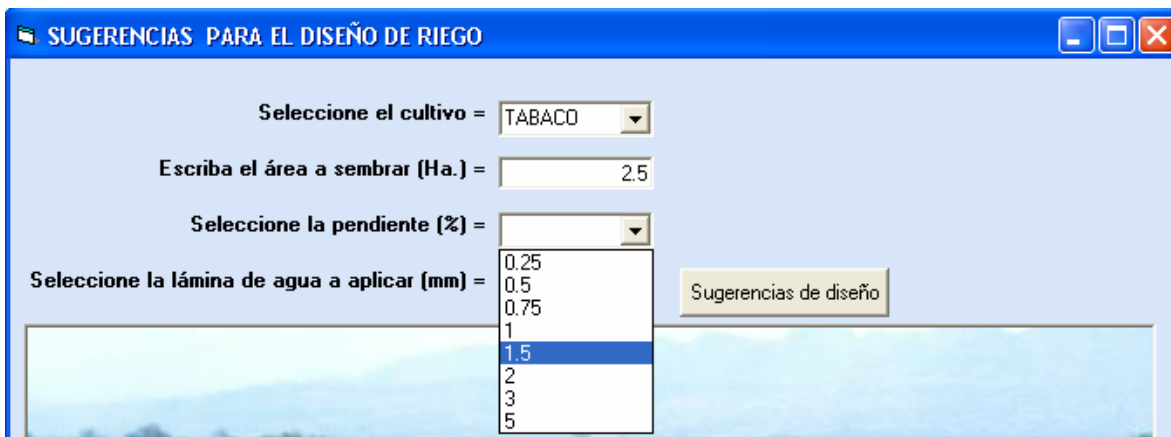 SUGERENCIAS PARA EL DISEÑO DE RIEGO
Seleccione el cultivo = TABACO
Escriba el área a sembrar (Ha.) = 2.5
Seleccione la pendiente (%) =
Seleccione la lámina de agua a aplicar (mm) =
0.25
0.5
0.75
1
1.5
2
3
5
Sugerencias de diseño